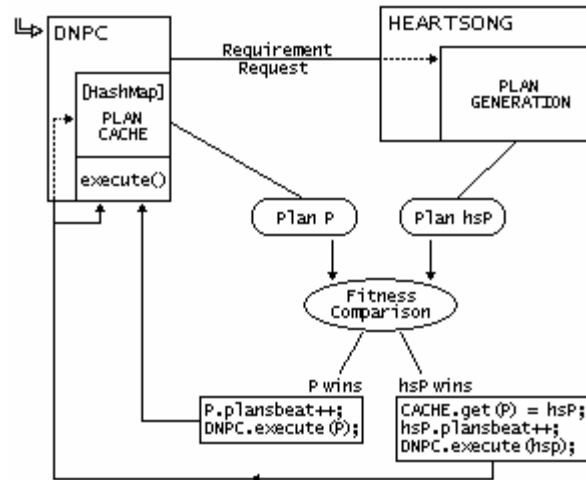 DNPC
HEARTSONG
Requirement
Request
[HashMap]
PLAN
CACHE
PLAN
GENERATION
execute()
Plan P
Plan hsP
Fitness
Comparison
P wins
hsP wins
P.plansbeat++;
DNPC.execute(P);
CACHE.get(P) = hsP;
hsP.plansbeat++;
DNPC.execute(hsp);